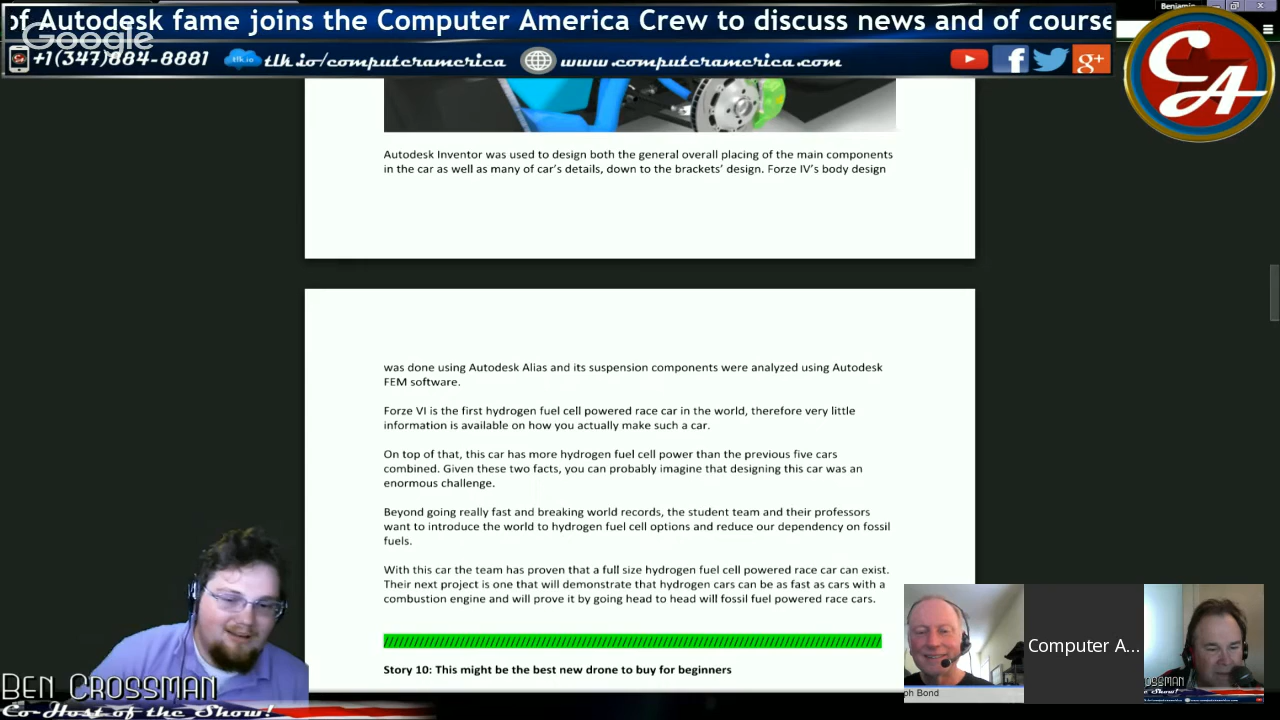 of Autodesk fame joins the Computer America Crew to discuss news and of course
Google
Benjamin
+1(347)884-8881
tlk.io
tlk.io/computeramerica
www.computeramerica.com
f
g+
CA
Autodesk Inventor was used to design both the general overall placing of the main components
in the car as well as many of car's details, down to the brackets' design. Forze IV's body design
was done using Autodesk Alias and its suspension components were analyzed using Autodesk
FEM software.
Forze VI is the first hydrogen fuel cell powered race car in the world, therefore very little
information is available on how you actually make such a car.
On top of that, this car has more hydrogen fuel cell power than the previous five cars
combined. Given these two facts, you can probably imagine that designing this car was an
enormous challenge.
Beyond going really fast and breaking world records, the student team and their professors
want to introduce the world to hydrogen fuel cell options and reduce our dependency on fossil
fuels.
With this car the team has proven that a full size hydrogen fuel cell powered race car can exist.
Their next project is one that will demonstrate that hydrogen cars can be as fast as cars with a
combustion engine and will prove it by going head to head will fossil fuel powered race cars.
Story 10: This might be the best new drone to buy for beginners
Ben Crossman
Co-Host of the Show!
ph Bond
Computer A...